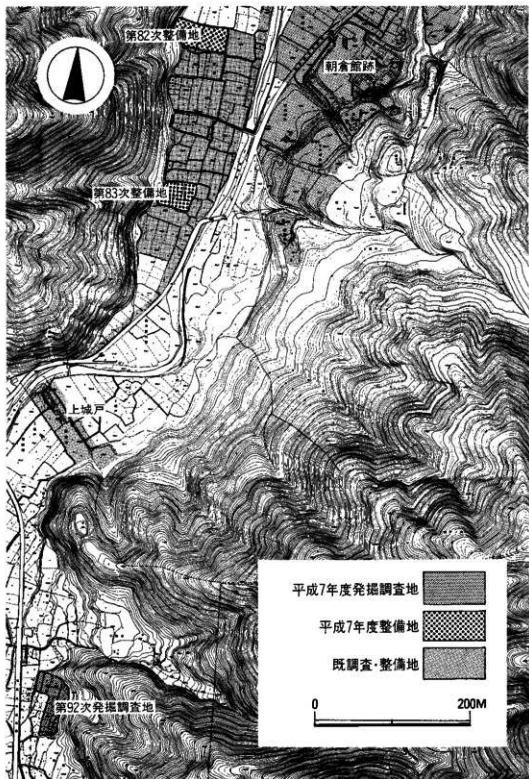 第82次整備地
朝倉館跡
第83次整備地
上城戸
平成7年度発掘調査地
平成7年度整備地
既調査・整備地
0 200M
第92次発掘調査地